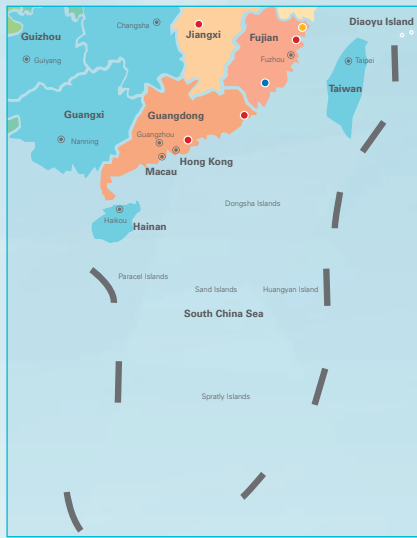 Diaoyu Island
Changsha
Guizhou
Jiangxi
Fujian
Guiyang
Fuzhou
Taipei
Taiwan
Guangxi
Guangdong
Guangzhou
Nanning
Hong Kong
Macau
Dongsha Islands
Haikou
Hainan
Paracel Islands
Sand Islands
Huangyan Island
South China Sea
Spratly Islands